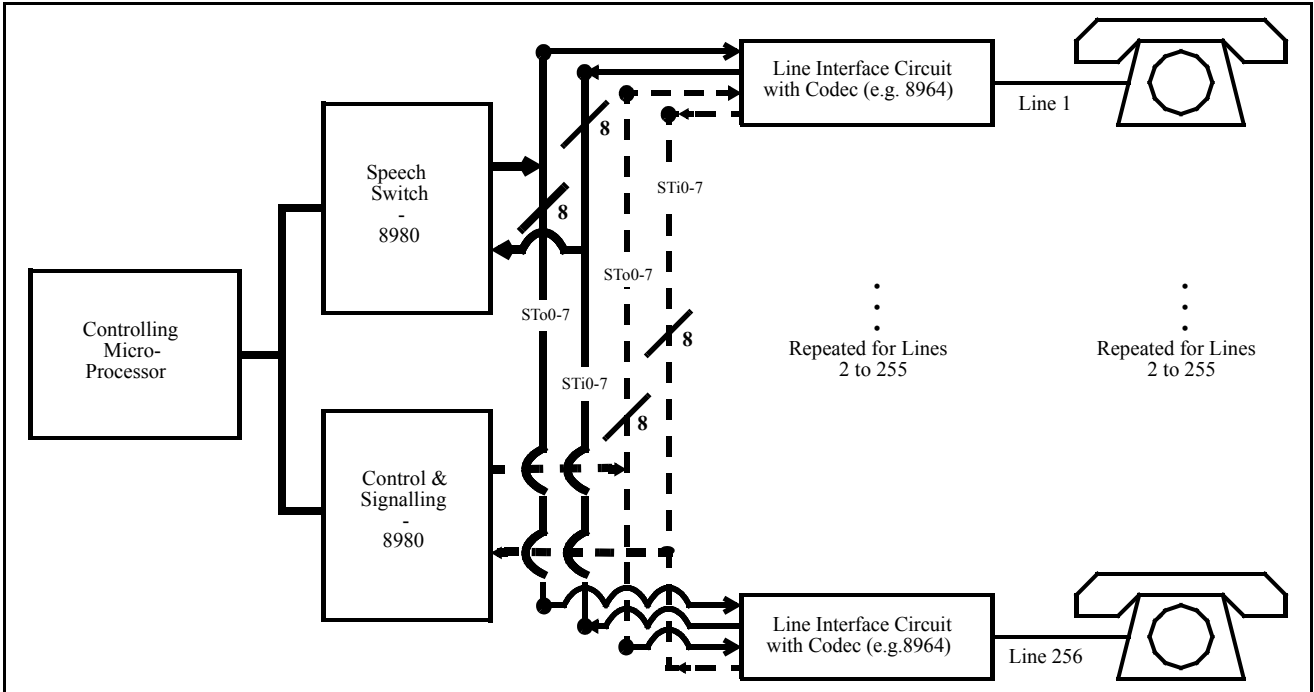 Line Interface Circuit
with Codec (e.g. 8964)
Line 1
8
Speech
Switch
-
8980
STi0-7
8
STo0-7
STo0-7
Controlling
Micro-
Processor
8
Repeated for Lines
2 to 255
Repeated for Lines
2 to 255
STi0-7
8
Control &
Signalling
-
8980
Line Interface Circuit
with Codec (e.g.8964)
Line 256